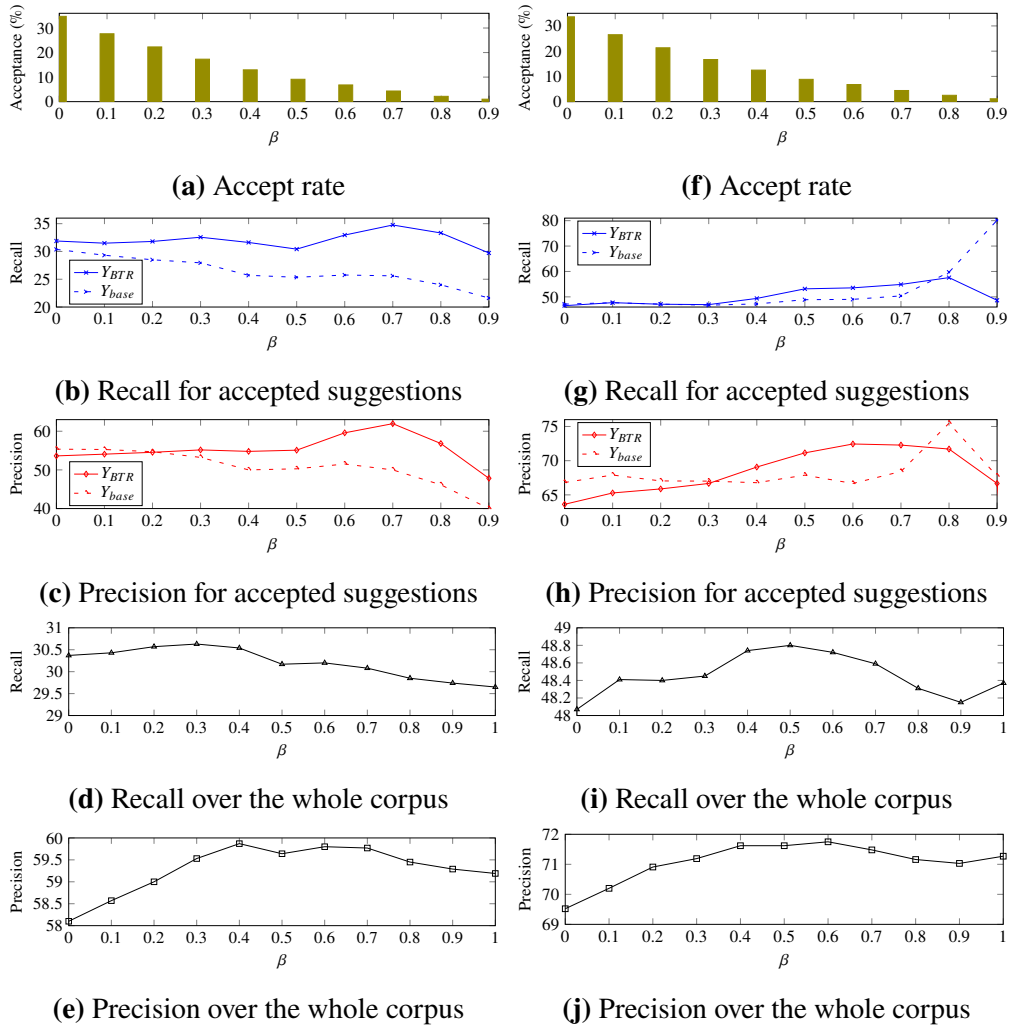 Acceptance (%)
30
20
10
0
0 0.1 0.2 0.3 0.4 0.5 0.6 0.7 0.8 0.9
β
(a) Accept rate
Acceptance (%)
30
20
10
0
0 0.1 0.2 0.3 0.4 0.5 0.6 0.7 0.8 0.9
β
(f) Accept rate
Recall
35
30
25
20
Y_BTR
Y_base
0 0.1 0.2 0.3 0.4 0.5 0.6 0.7 0.8 0.9
β
(b) Recall for accepted suggestions
Recall
80
70
60
50
Y_BTR
Y_base
0 0.1 0.2 0.3 0.4 0.5 0.6 0.7 0.8 0.9
β
(g) Recall for accepted suggestions
Precision
60
50
40
Y_BTR
Y_base
0 0.1 0.2 0.3 0.4 0.5 0.6 0.7 0.8 0.9
β
(c) Precision for accepted suggestions
Precision
75
70
65
Y_BTR
Y_base
0 0.1 0.2 0.3 0.4 0.5 0.6 0.7 0.8 0.9
β
(h) Precision for accepted suggestions
Recall
31
30.5
30
29.5
29
0 0.1 0.2 0.3 0.4 0.5 0.6 0.7 0.8 0.9 1
β
(d) Recall over the whole corpus
Recall
49
48.8
48.6
48.4
48.2
48
0 0.1 0.2 0.3 0.4 0.5 0.6 0.7 0.8 0.9 1
β
(i) Recall over the whole corpus
Precision
60
59.5
59
58.5
58
0 0.1 0.2 0.3 0.4 0.5 0.6 0.7 0.8 0.9 1
β
(e) Precision over the whole corpus
Precision
72
71
70
69
0 0.1 0.2 0.3 0.4 0.5 0.6 0.7 0.8 0.9 1
β
(j) Precision over the whole corpus